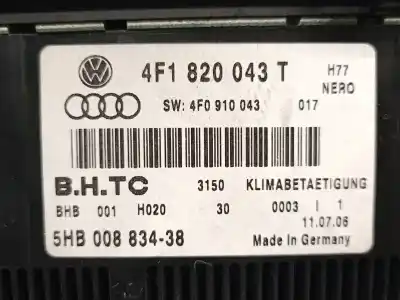 4F1 820 043 T H77
NERO
SW: 4F0 910 043 017
B.H.TC 3150 KLIMABETAETIGUNG
BHB 001 H020 30 0003 I 1
11.07.06
5HB 008 834-38 Made in Germany